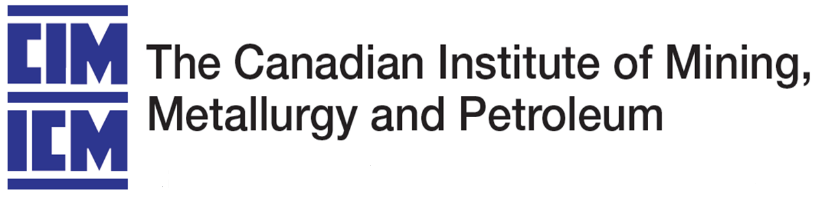 CIM
ICM
The Canadian Institute of Mining,
Metallurgy and Petroleum